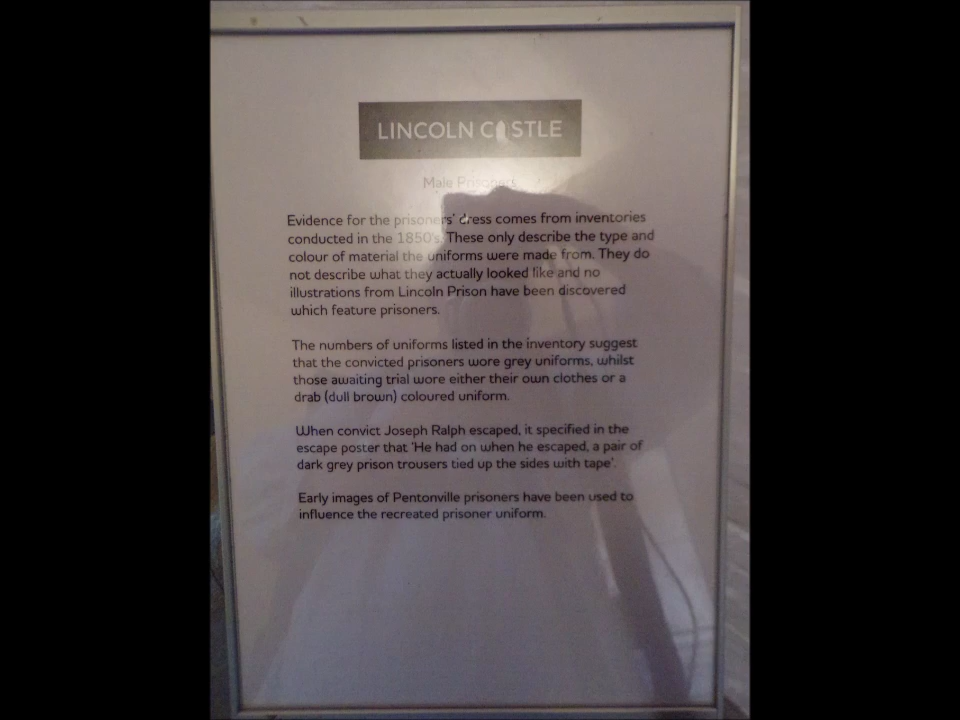 LINCOLN CASTLE
Male Prisoners
Evidence for the prisoners' dress comes from inventories
conducted in the 1850's. These only describe the type and
colour of material the uniforms were made from. They do
not describe what they actually looked like and no
illustrations from Lincoln Prison have been discovered
which feature prisoners.
The numbers of uniforms listed in the inventory suggest
that the convicted prisoners wore grey uniforms, whilst
those awaiting trial wore either their own clothes or a
drab (dull brown) coloured uniform.
When convict Joseph Ralph escaped, it specified in the
escape poster that 'He had on when he escaped, a pair of
dark grey prison trousers tied up the sides with tape'.
Early images of Pentonville prisoners have been used to
influence the recreated prisoner uniform.